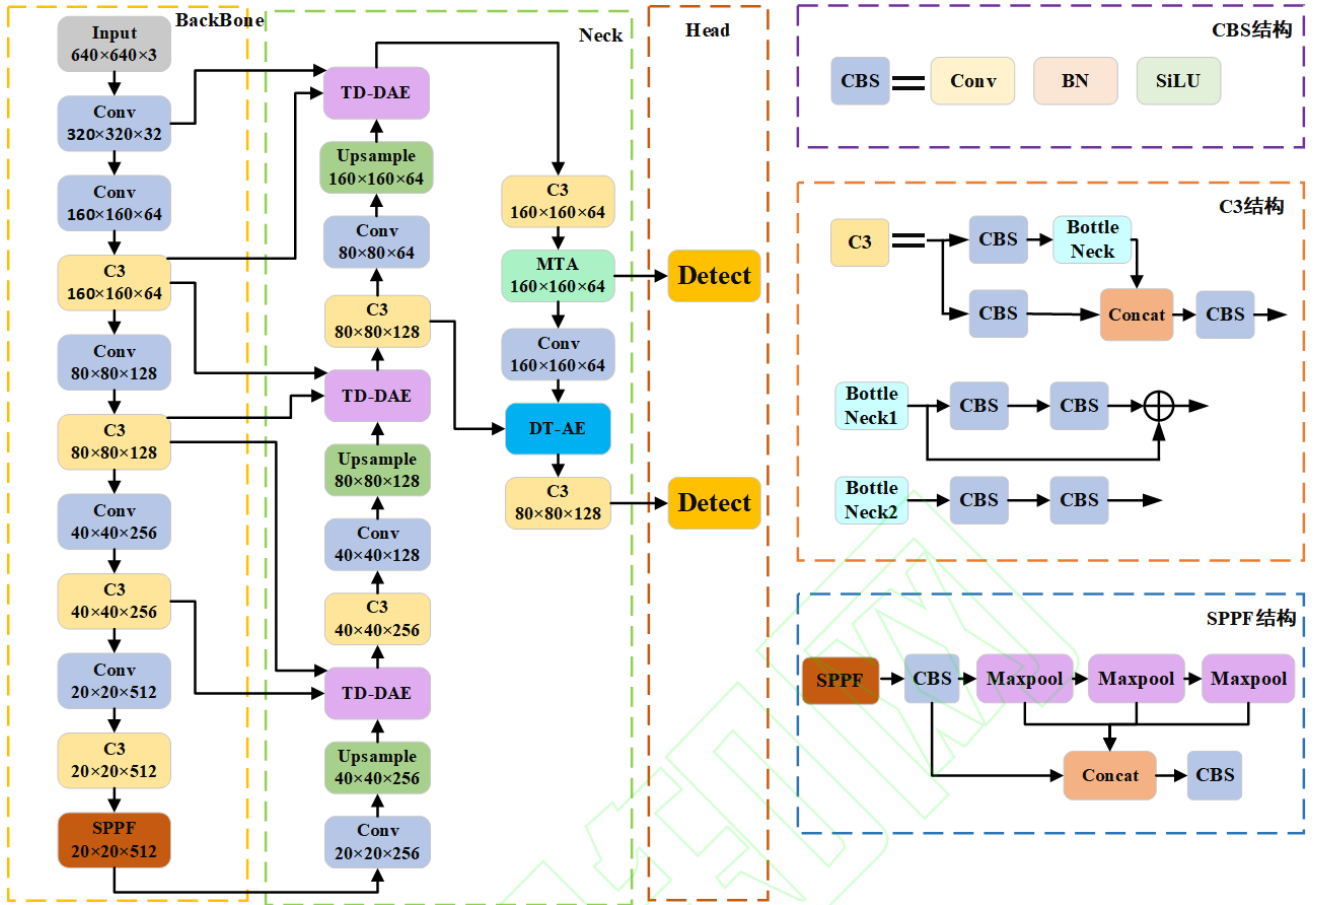 BackBone
Input
640×640×3
Conv
320×320×32
Conv
160×160×64
C3
160×160×64
Conv
80×80×128
C3
80×80×128
Conv
40×40×256
C3
40×40×256
Conv
20×20×512
C3
20×20×512
SPPF
20×20×512
Neck
TD-DAE
Upsample
160×160×64
Conv
80×80×64
C3
80×80×128
TD-DAE
Upsample
80×80×128
Conv
40×40×128
C3
40×40×256
TD-DAE
Upsample
40×40×256
Conv
20×20×256
C3
160×160×64
MTA
160×160×64
Conv
160×160×64
DT-AE
C3
80×80×128
Head
Detect
Detect
CBS结构
CBS
Conv
BN
SiLU
C3结构
C3
CBS
Bottle
Neck
CBS
Concat
CBS
Bottle
Neck1
CBS
CBS
Bottle
Neck2
CBS
CBS
SPPF结构
SPPF
CBS
Maxpool
Maxpool
Maxpool
Concat
CBS